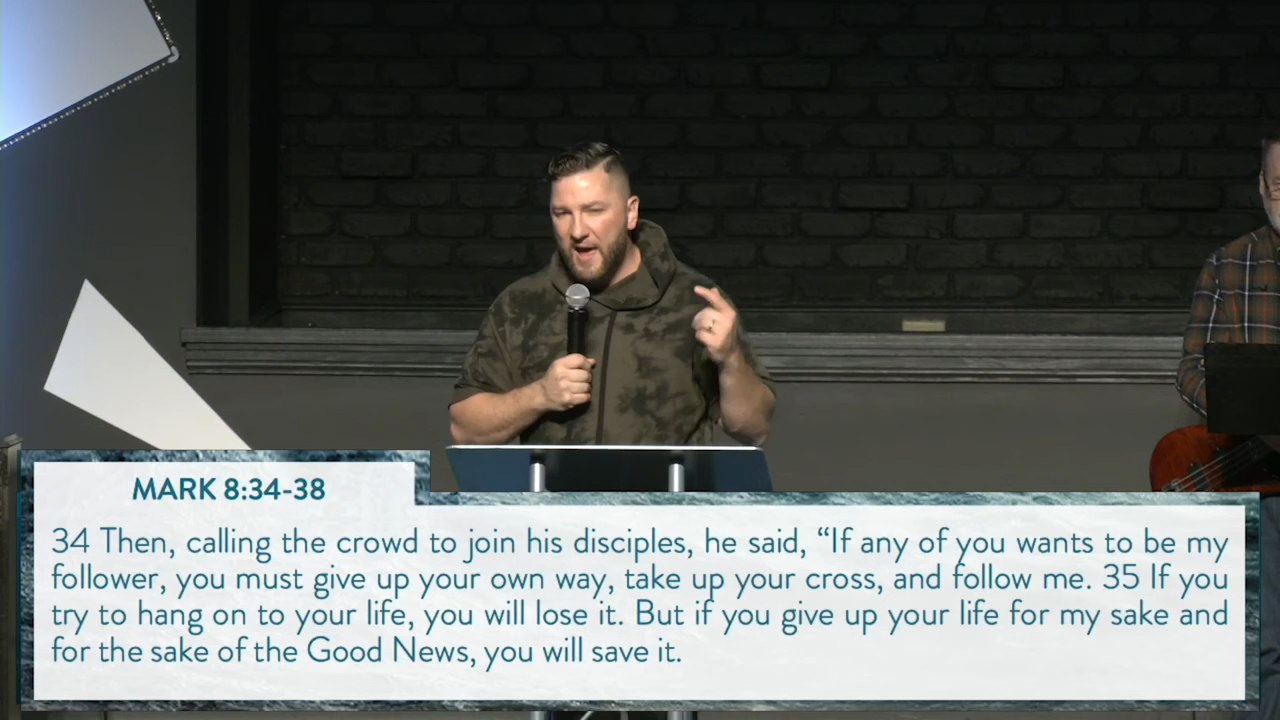 MARK 8:34-38
34 Then, calling the crowd to join his disciples, he said, “If any of you wants to be my
follower, you must give up your own way, take up your cross, and follow me. 35 If you
try to hang on to your life, you will lose it. But if you give up your life for my sake and
for the sake of the Good News, you will save it.